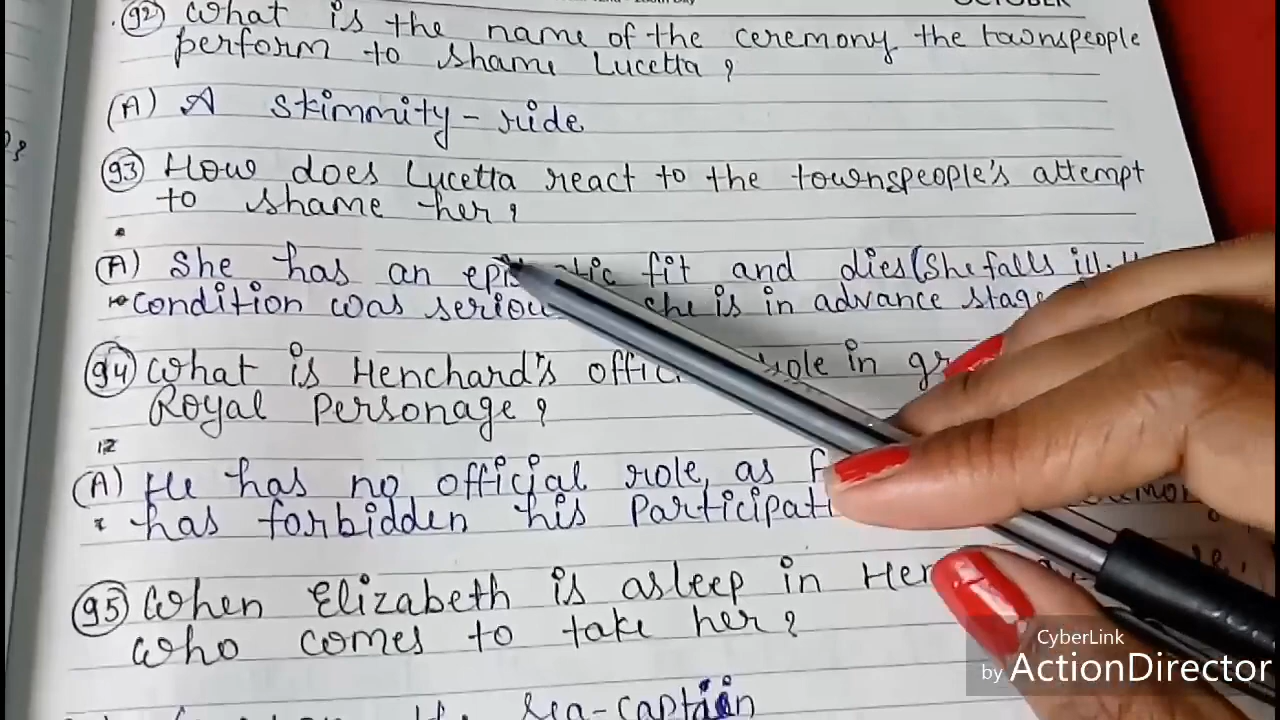 OCTOBER
92) What is the name of the ceremony the townspeople
perform to shame Lucetta ?
(A) A skimmity - ride
93 How does Lucetta react to the townspeople's attempt
to shame her ?
(A) She has an fit and dies (She falls
condition was she is in advance stage
94 What is Henchard's role in
Royal Personage ?
12
(A) He has no official role, as
has forbidden his
95 When Elizabeth is asleep in
who comes to take her ?
sea-captain
CyberLink
by ActionDirector